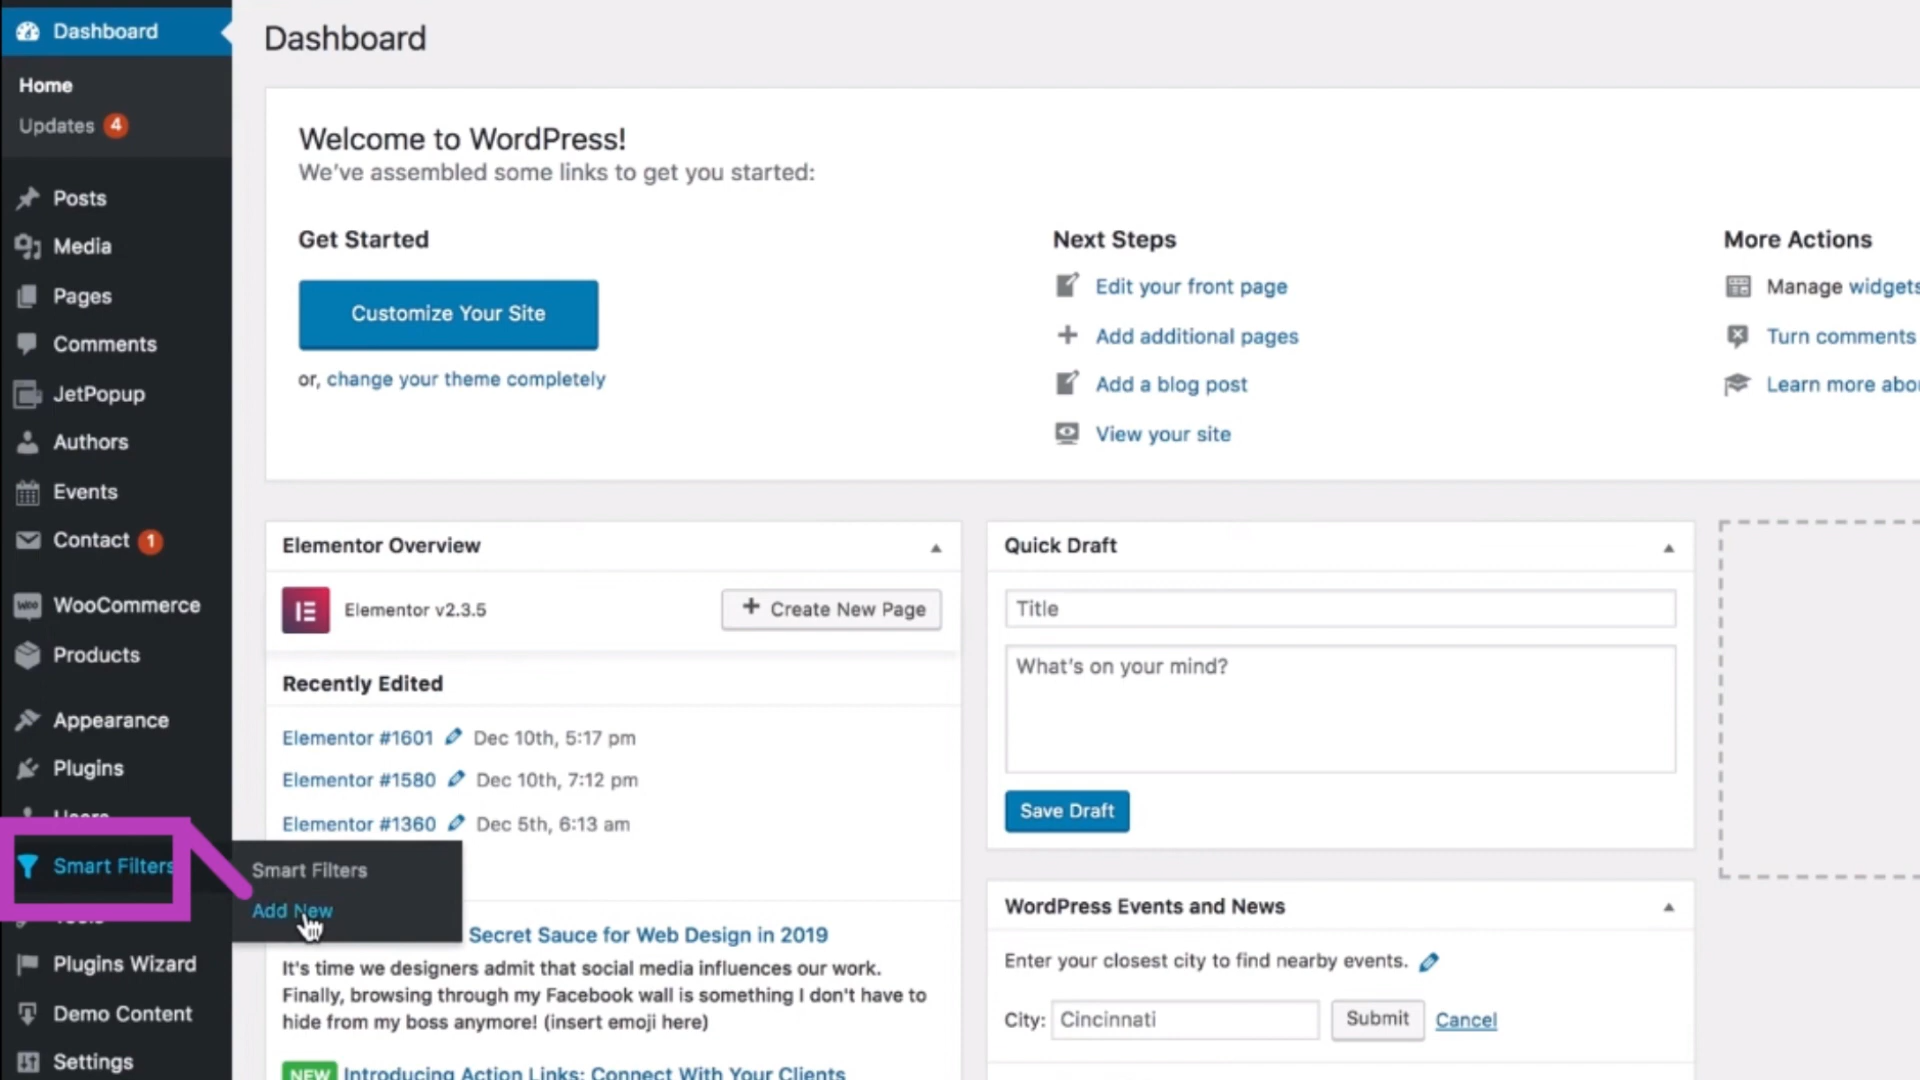 Dashboard
Home
Updates 4
Posts
Media
Pages
Comments
JetPopup
Authors
Events
Contact 1
WooCommerce
Products
Appearance
Plugins
Users
Smart Filters
Tools
Plugins Wizard
Demo Content
Settings
Smart Filters
Add New
Dashboard
Welcome to WordPress!
We've assembled some links to get you started:
Get Started
Customize Your Site
or, change your theme completely
Next Steps
Edit your front page
Add additional pages
Add a blog post
View your site
More Actions
Manage widgets
Turn comments
Learn more abou
Elementor Overview
Elementor v2.3.5
+ Create New Page
Recently Edited
Elementor #1601 Dec 10th, 5:17 pm
Elementor #1580 Dec 10th, 7:12 pm
Elementor #1360 Dec 5th, 6:13 am
Secret Sauce for Web Design in 2019
It's time we designers admit that social media influences our work.
Finally, browsing through my Facebook wall is something I don't have to
hide from my boss anymore! (insert emoji here)
NEW Introducing Action Links: Connect With Your Clients
Quick Draft
Title
What's on your mind?
Save Draft
WordPress Events and News
Enter your closest city to find nearby events.
City: Cincinnati Submit Cancel